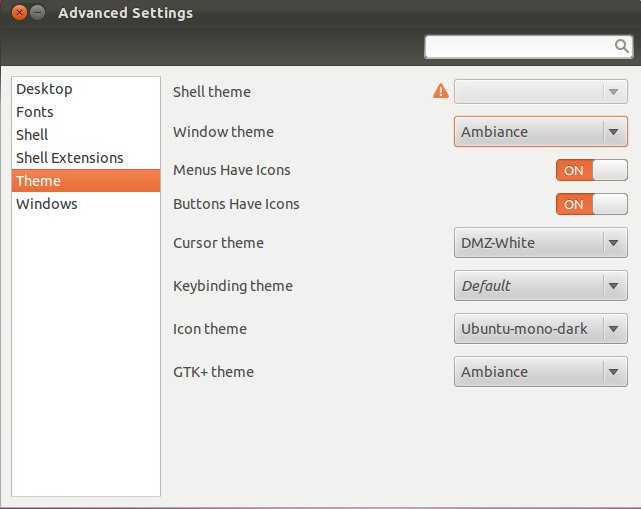 Advanced Settings
Desktop
Fonts
Shell
Shell Extensions
Theme
Windows
Shell theme
Window theme Ambiance
Menus Have Icons ON
Buttons Have Icons ON
Cursor theme DMZ-White
Keybinding theme Default
Icon theme Ubuntu-mono-dark
GTK+ theme Ambiance